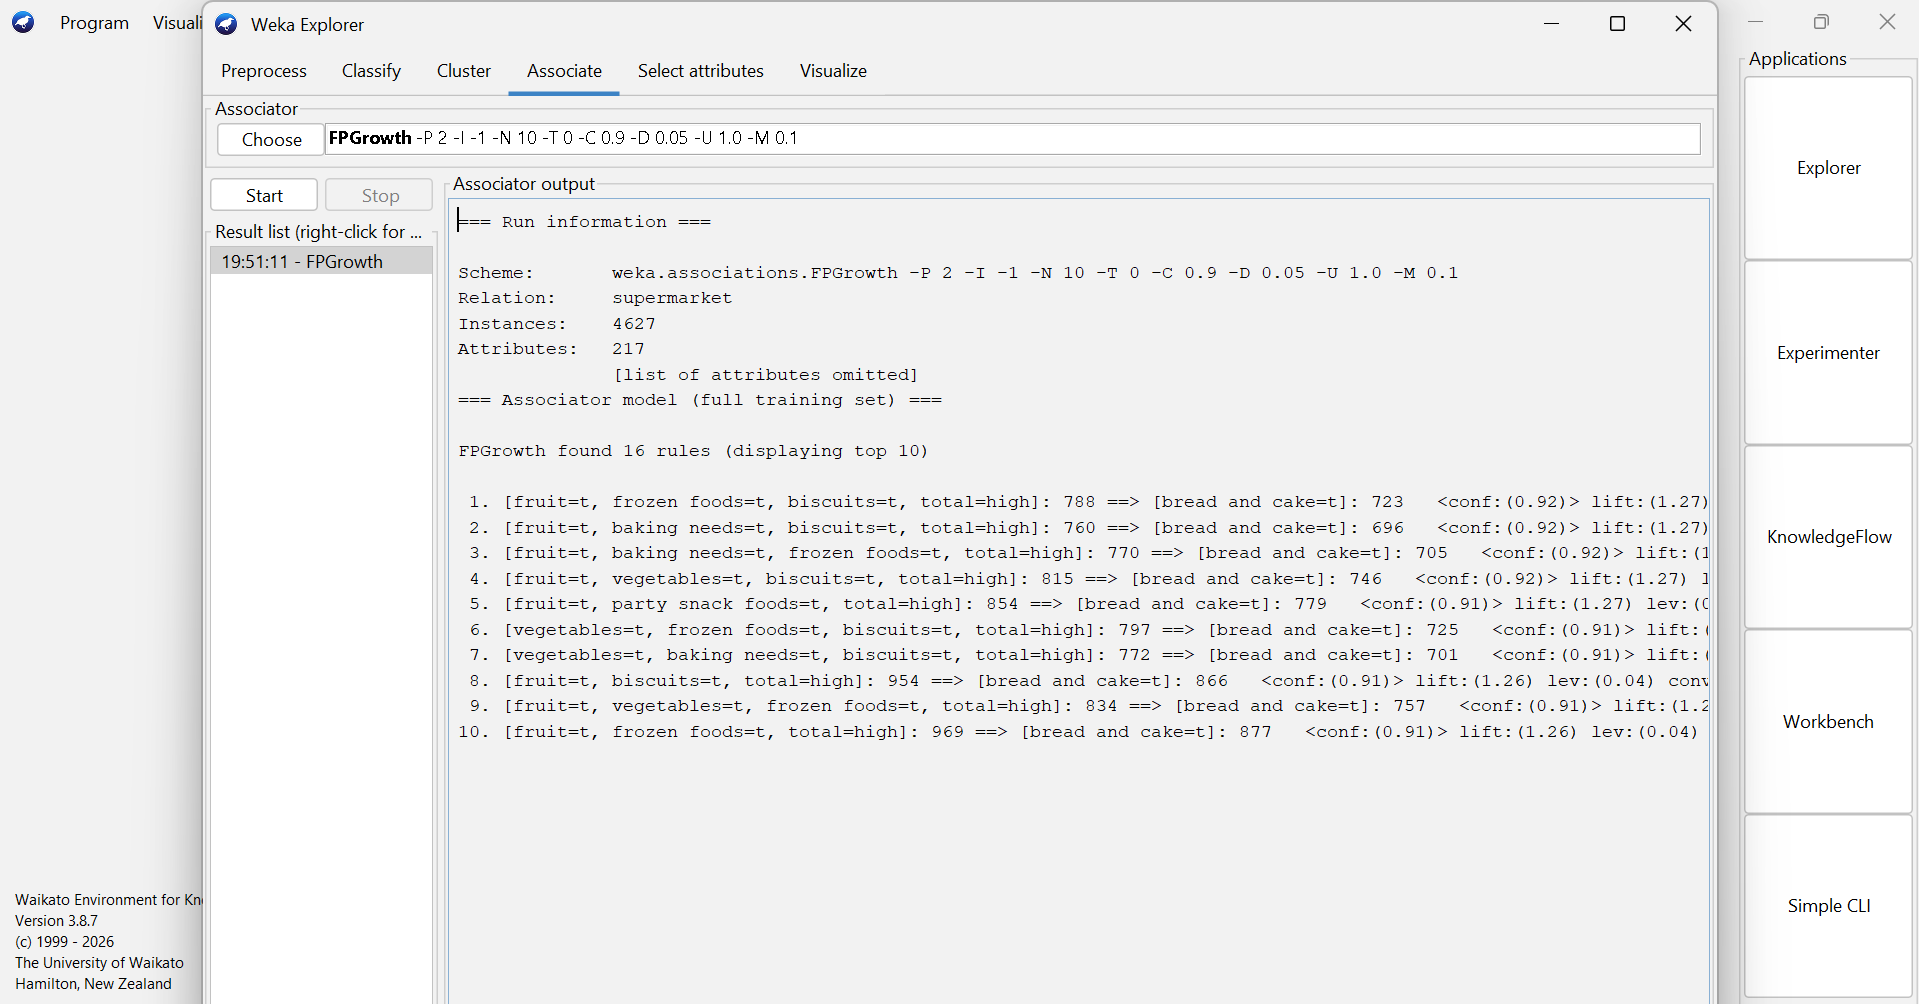 Program Visuali
Weka Explorer
Preprocess Classify Cluster Associate Select attributes Visualize
Associator
Choose FPGrowth -P 2 -I -1 -N 10 -T 0 -C 0.9 -D 0.05 -U 1.0 -M 0.1
Start Stop
Result list (right-click for ...
19:51:11 - FPGrowth
Associator output
=== Run information ===
Scheme: weka.associations.FPGrowth -P 2 -I -1 -N 10 -T 0 -C 0.9 -D 0.05 -U 1.0 -M 0.1
Relation: supermarket
Instances: 4627
Attributes: 217
[list of attributes omitted]
=== Associator model (full training set) ===
FPGrowth found 16 rules (displaying top 10)
1. [fruit=t, frozen foods=t, biscuits=t, total=high]: 788 ==> [bread and cake=t]: 723 <conf:(0.92)> lift:(1.27)
2. [fruit=t, baking needs=t, biscuits=t, total=high]: 760 ==> [bread and cake=t]: 696 <conf:(0.92)> lift:(1.27)
3. [fruit=t, baking needs=t, frozen foods=t, total=high]: 770 ==> [bread and cake=t]: 705 <conf:(0.92)> lift:(1
4. [fruit=t, vegetables=t, biscuits=t, total=high]: 815 ==> [bread and cake=t]: 746 <conf:(0.92)> lift:(1.27) l
5. [fruit=t, party snack foods=t, total=high]: 854 ==> [bread and cake=t]: 779 <conf:(0.91)> lift:(1.27) lev:(0
6. [vegetables=t, frozen foods=t, biscuits=t, total=high]: 797 ==> [bread and cake=t]: 725 <conf:(0.91)> lift:(
7. [vegetables=t, baking needs=t, biscuits=t, total=high]: 772 ==> [bread and cake=t]: 701 <conf:(0.91)> lift:(
8. [fruit=t, biscuits=t, total=high]: 954 ==> [bread and cake=t]: 866 <conf:(0.91)> lift:(1.26) lev:(0.04) conv
9. [fruit=t, vegetables=t, frozen foods=t, total=high]: 834 ==> [bread and cake=t]: 757 <conf:(0.91)> lift:(1.2
10. [fruit=t, frozen foods=t, total=high]: 969 ==> [bread and cake=t]: 877 <conf:(0.91)> lift:(1.26) lev:(0.04)
Applications
Explorer
Experimenter
KnowledgeFlow
Workbench
Simple CLI
Waikato Environment for Kn
Version 3.8.7
(c) 1999 - 2026
The University of Waikato
Hamilton, New Zealand